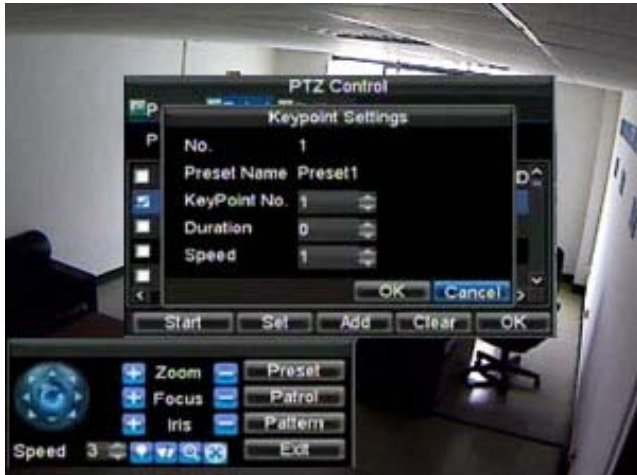 PTZ Control
P
Keypoint Settings
P
No. 1
Preset Name Preset1
D
KeyPoint No. 1
Duration 0
Speed 1
OK Cancel
Start Set Add Clear OK
Zoom Preset
Focus Patrol
Iris Pattern
Speed 3 Exit